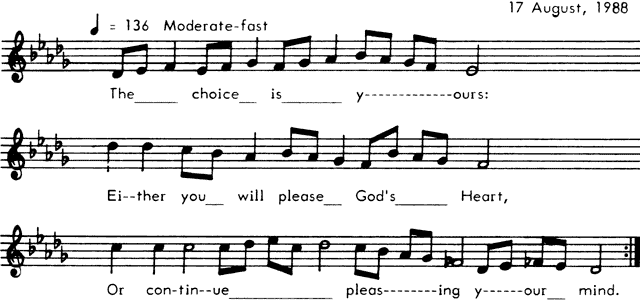 17 August, 1988
= 136 Moderate-fast
The_____ choice__ is_______ y------------ours:
Ei--ther you__ will please__ God's______ Heart,
Or con-tin--ue____________ pleas-------ing y-----our__ mind.